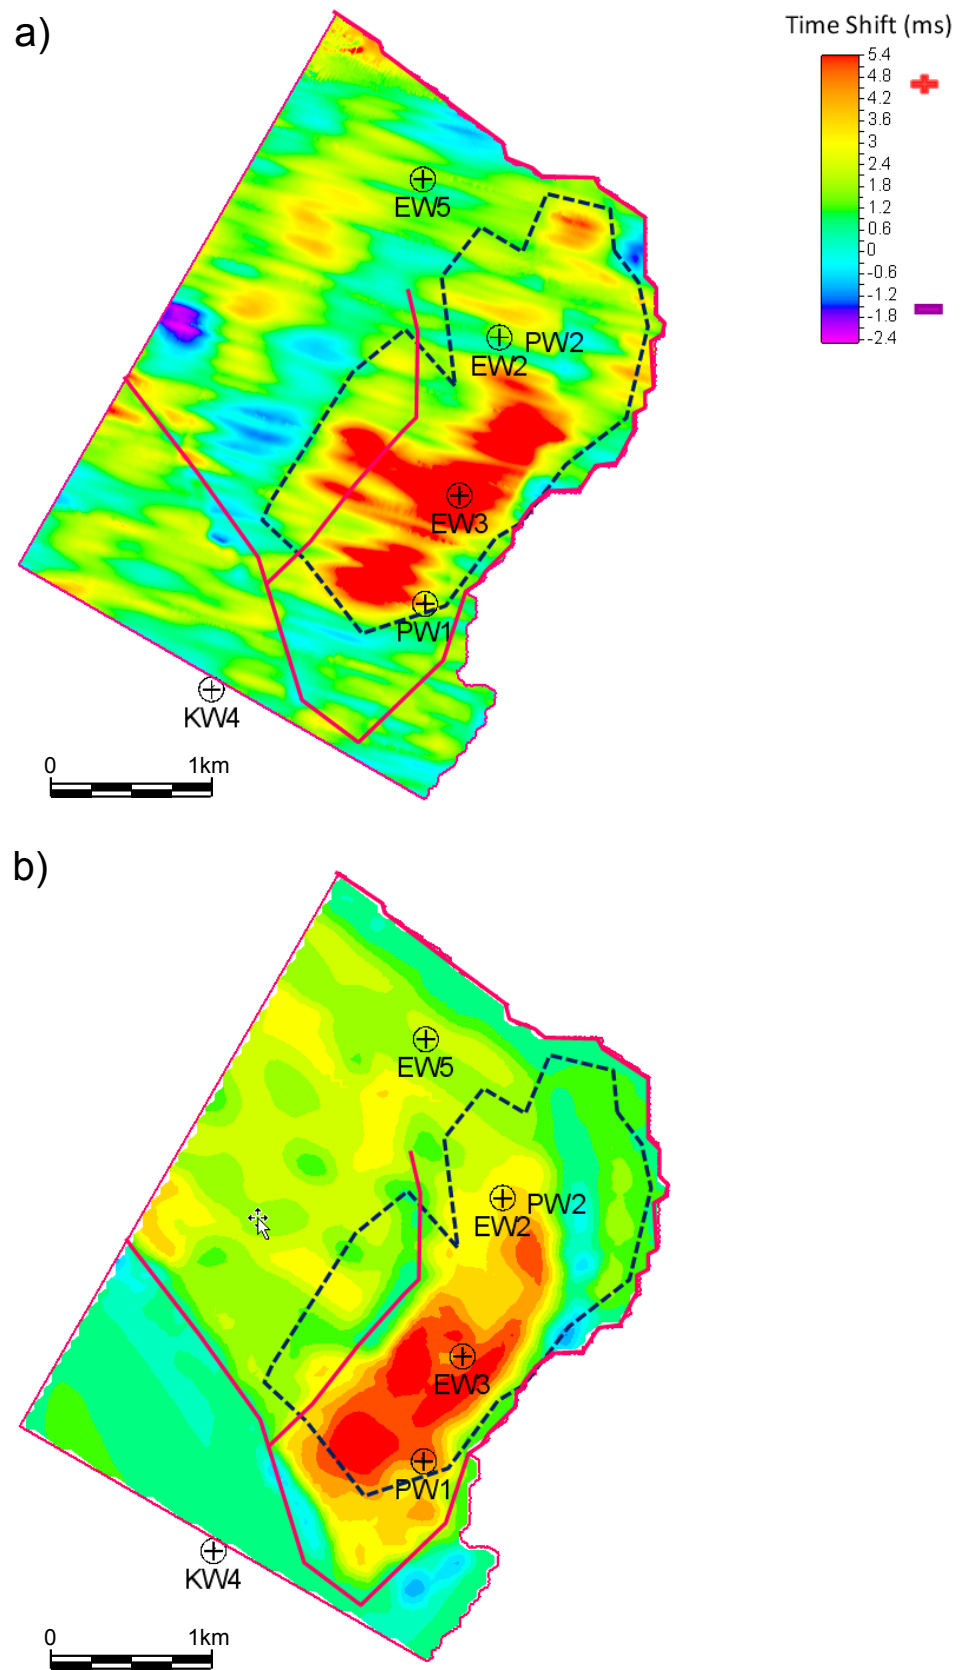 a)
Time Shift (ms)
5.4
4.8
4.2
3.6
3
2.4
1.8
1.2
0.6
0
-0.6
-1.2
-1.8
-2.4
EW5
PW2
EW2
EW3
PW1
KW4
0 1km
b)
EW5
PW2
EW2
EW3
PW1
KW4
0 1km